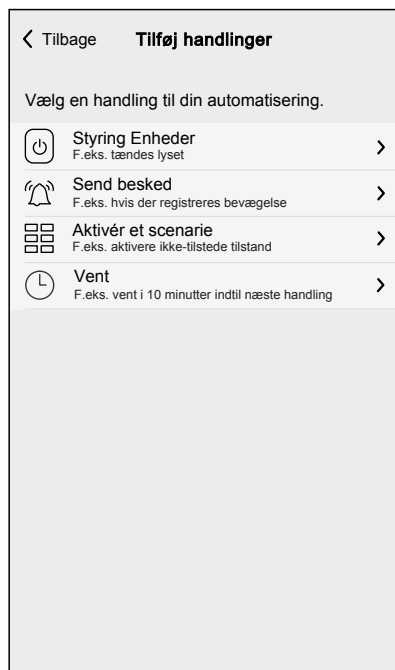 Tilbage Tilføj handlinger
Vælg en handling til din automatisering.
Styring Enheder
F.eks. tændes lyset
Send besked
F.eks. hvis der registreres bevægelse
Aktivér et scenarie
F.eks. aktivere ikke-tilstede tilstand
Vent
F.eks. vent i 10 minutter indtil næste handling